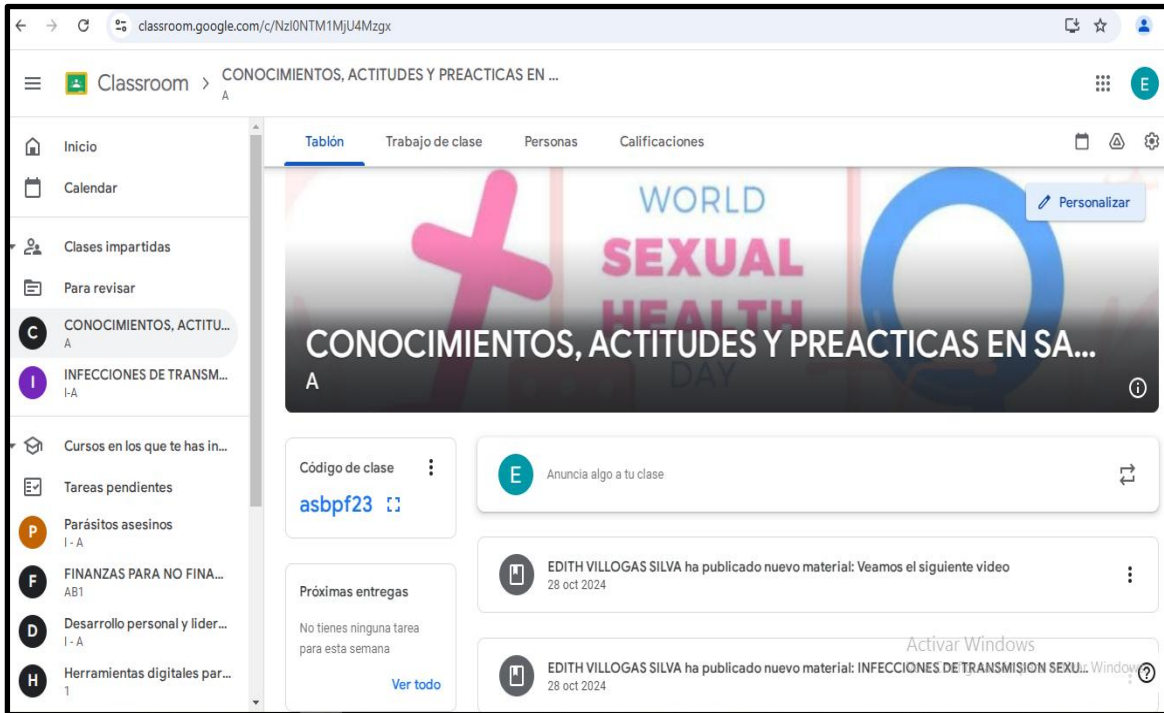 classroom.google.com/c/NzI0NTM1MjU4Mzgx
Classroom > CONOCIMIENTOS, ACTITUDES Y PREACTICAS EN ...
A
E
Inicio
Calendar
Clases impartidas
Para revisar
C CONOCIMIENTOS, ACTITU...
A
I INFECCIONES DE TRANSM...
I-A
Cursos en los que te has in...
Tareas pendientes
P Parásitos asesinos
I - A
F FINANZAS PARA NO FINA...
AB1
D Desarrollo personal y lider...
I - A
H Herramientas digitales par...
1
Tablón Trabajo de clase Personas Calificaciones
Personalizar
WORLD
SEXUAL
HEALTH
DAY
CONOCIMIENTOS, ACTITUDES Y PREACTICAS EN SA...
A
Código de clase
asbpf23
Próximas entregas
No tienes ninguna tarea
para esta semana
Ver todo
E Anuncia algo a tu clase
EDITH VILLOGAS SILVA ha publicado nuevo material: Veamos el siguiente video
28 oct 2024
EDITH VILLOGAS SILVA ha publicado nuevo material: INFECCIONES DE TRANSMISION SEXU...
28 oct 2024
Activar Windows